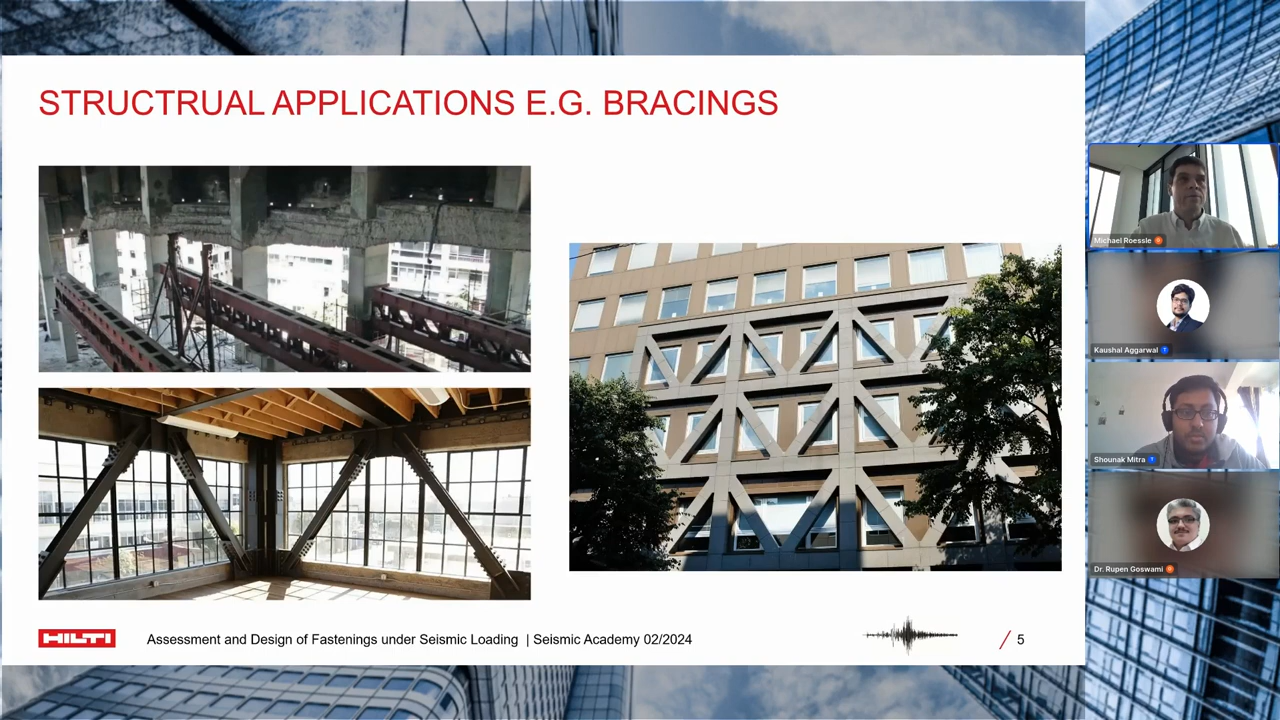 STRUCTRUAL APPLICATIONS E.G. BRACINGS
Michael Roessle
Kaushal Aggarwal
Shounak Mitra
Dr. Rupen Goswami
HILTI
Assessment and Design of Fastenings under Seismic Loading | Seismic Academy 02/2024
5